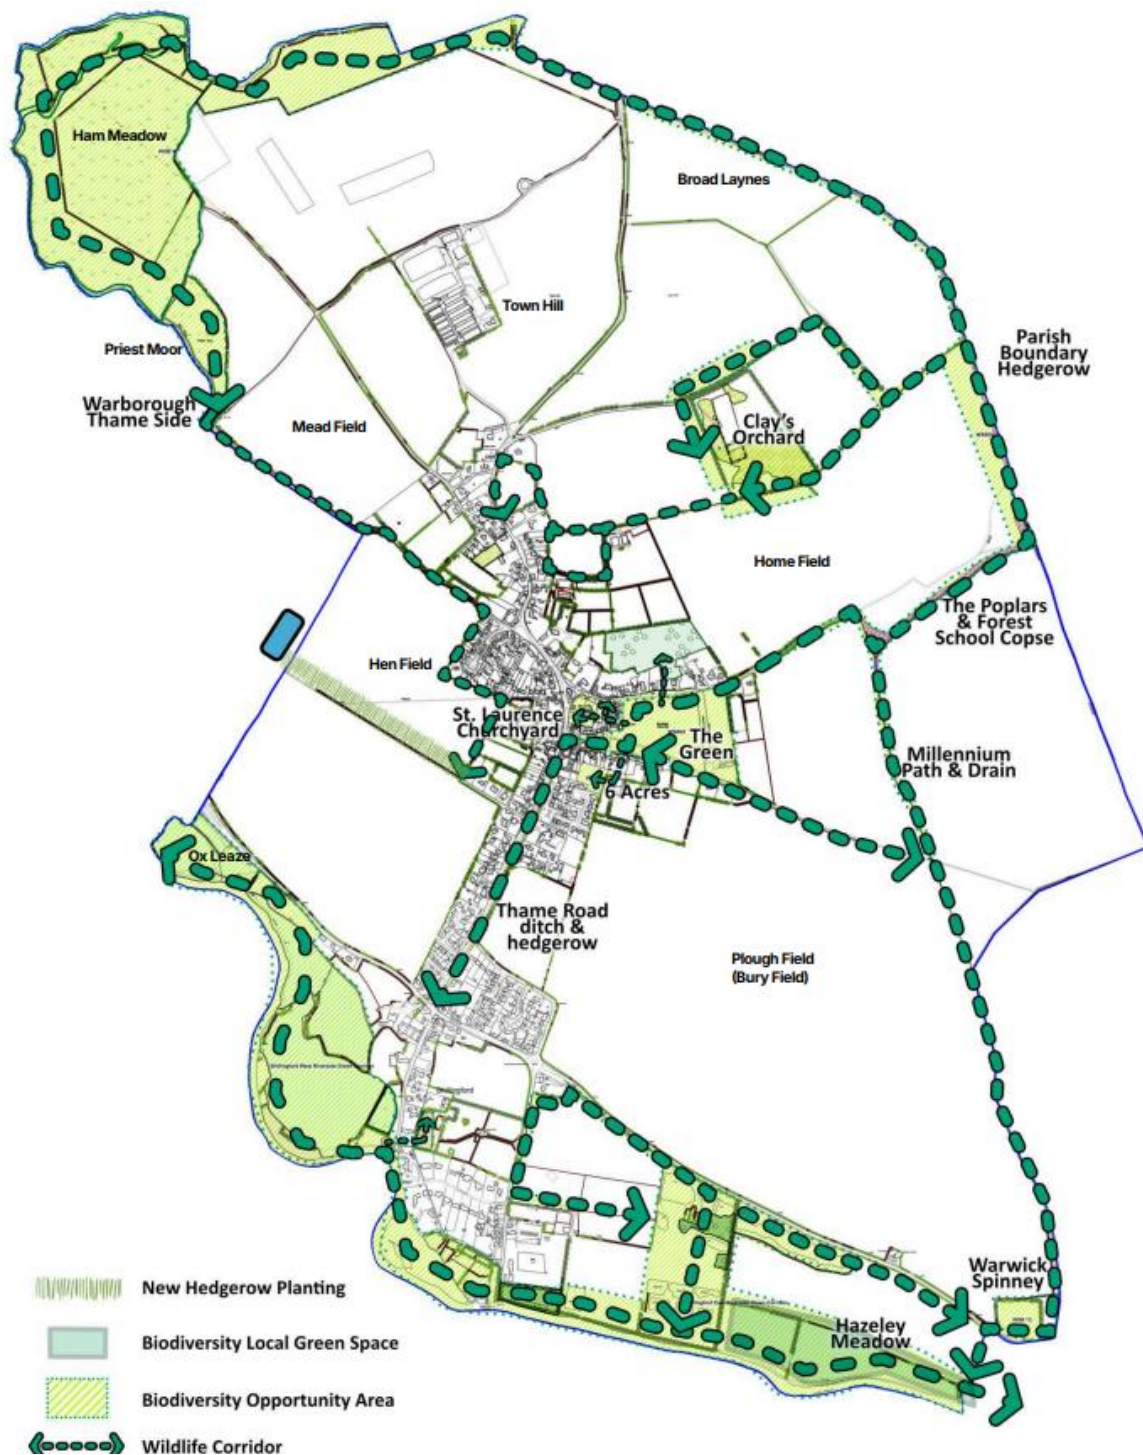 Ham Meadow
Broad Laynes
Town Hill
Parish
Boundary
Hedgerow
Priest Moor
Warborough
Thame Side
Mead Field
Clay's
Orchard
Home Field
The Poplars
& Forest
School Copse
Hen Field
St. Laurence
Churchyard
The
Green
Millennium
Path & Drain
6 Acres
Ox Leaze
Thame Road
ditch &
hedgerow
Plough Field
(Bury Field)
Shillingford
Warwick
Spinney
Hazeley
Meadow
New Hedgerow Planting
Biodiversity Local Green Space
Biodiversity Opportunity Area
Wildlife Corridor